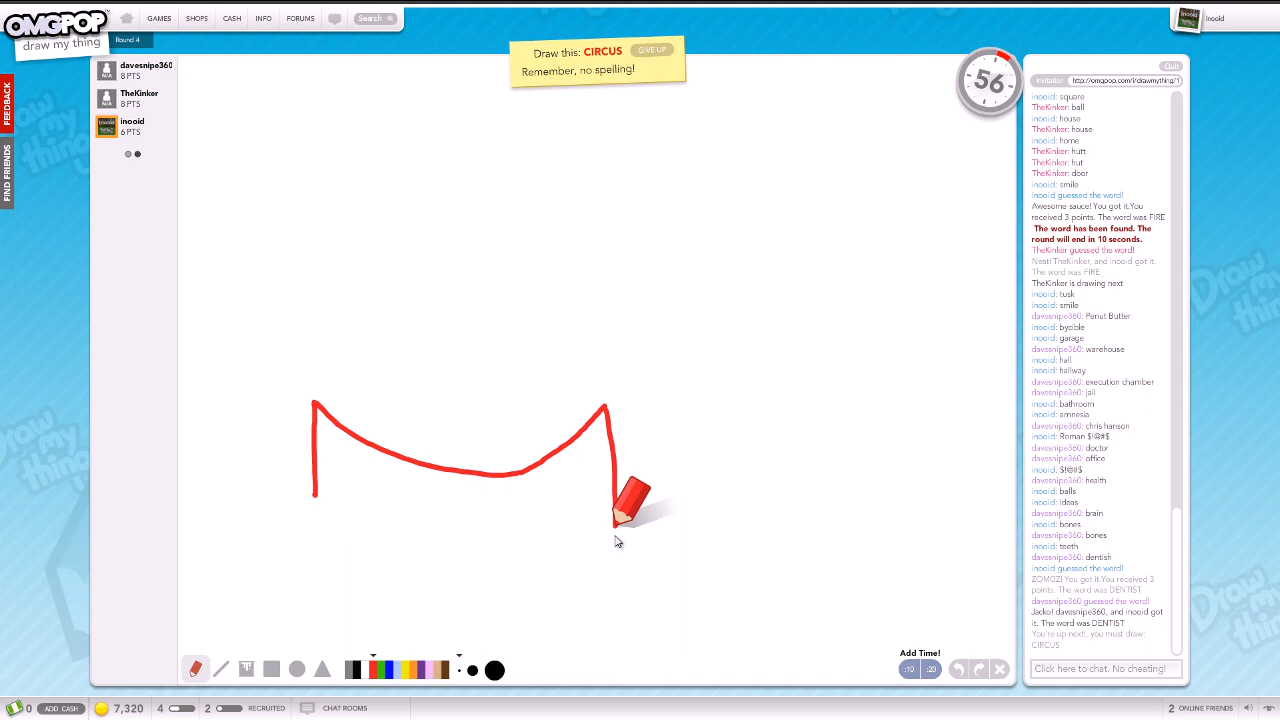 OMGPOP
draw my thing
GAMES
SHOPS
CASH
INFO
FORUMS
Search
inooid
Round 4
FEEDBACK
FIND FRIENDS
davesnipe360
8 PTS
TheKinker
8 PTS
inooid
6 PTS
Draw this: CIRCUS
GIVE UP
Remember, no spelling!
56
Quit
Invitation
http://omgpop.com/i/drawmything/1
inooid: square
TheKinker: ball
inooid: house
TheKinker: house
inooid: home
TheKinker: hutt
TheKinker: hut
TheKinker: door
inooid: smile
inooid guessed the word!
Awesome sauce! You got it.You
received 3 points. The word was FIRE
The word has been found. The
round will end in 10 seconds.
TheKinker guessed the word!
Neat! TheKinker, and inooid got it.
The word was FIRE
TheKinker is drawing next
inooid: tusk
inooid: smile
davesnipe360: Penut Butter
inooid: bycible
inooid: garage
davesnipe360: warehouse
inooid: hall
inooid: hallway
davesnipe360: execution chamber
davesnipe360: jail
inooid: bathroom
inooid: amnesia
davesnipe360: chris hanson
inooid: Roman $!@#$
davesnipe360: doctor
davesnipe360: office
inooid: $!@#$
davesnipe360: health
inooid: balls
inooid: ideas
davesnipe360: brain
inooid: bones
davesnipe360: bones
inooid: teeth
davesnipe360: dentish
inooid guessed the word!
ZOMGZ! You got it.You received 3
points. The word was DENTIST
davesnipe360 guessed the word!
Jacko! davesnipe360, and inooid got
it. The word was DENTIST
You're up next!, you must draw:
CIRCUS
Click here to chat. No cheating!
Add Time!
:10
:20
0
ADD CASH
7,320
4
2
RECRUITED
CHAT ROOMS
2 ONLINE FRIENDS